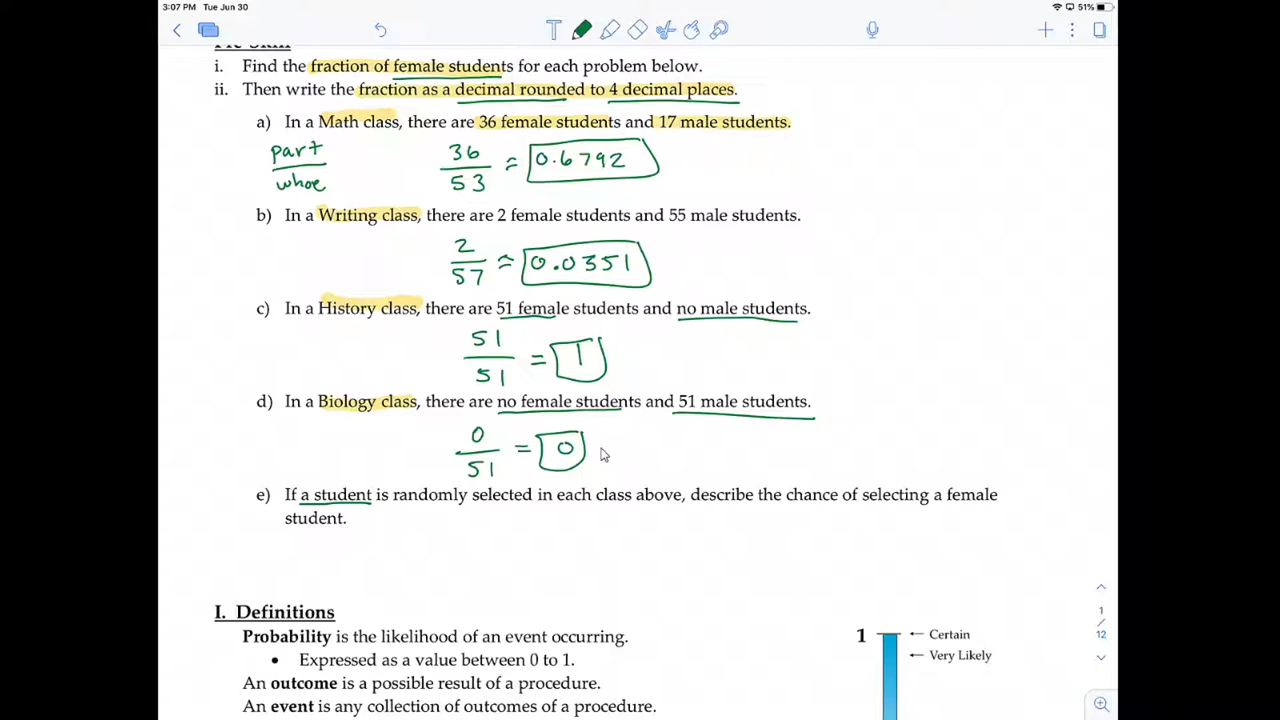 3:07 PM Tue Jun 30
51%
Pre-Skill
i. Find the fraction of female students for each problem below.
ii. Then write the fraction as a decimal rounded to 4 decimal places.
a) In a Math class, there are 36 female students and 17 male students.
part/whoe 36/53 ≈ 0.6792
b) In a Writing class, there are 2 female students and 55 male students.
2/57 ≈ 0.0351
c) In a History class, there are 51 female students and no male students.
51/51 = 1
d) In a Biology class, there are no female students and 51 male students.
0/51 = 0
e) If a student is randomly selected in each class above, describe the chance of selecting a female
student.
I. Definitions
Probability is the likelihood of an event occurring.
• Expressed as a value between 0 to 1.
An outcome is a possible result of a procedure.
An event is any collection of outcomes of a procedure.
1 ← Certain
← Very Likely
1
/
12